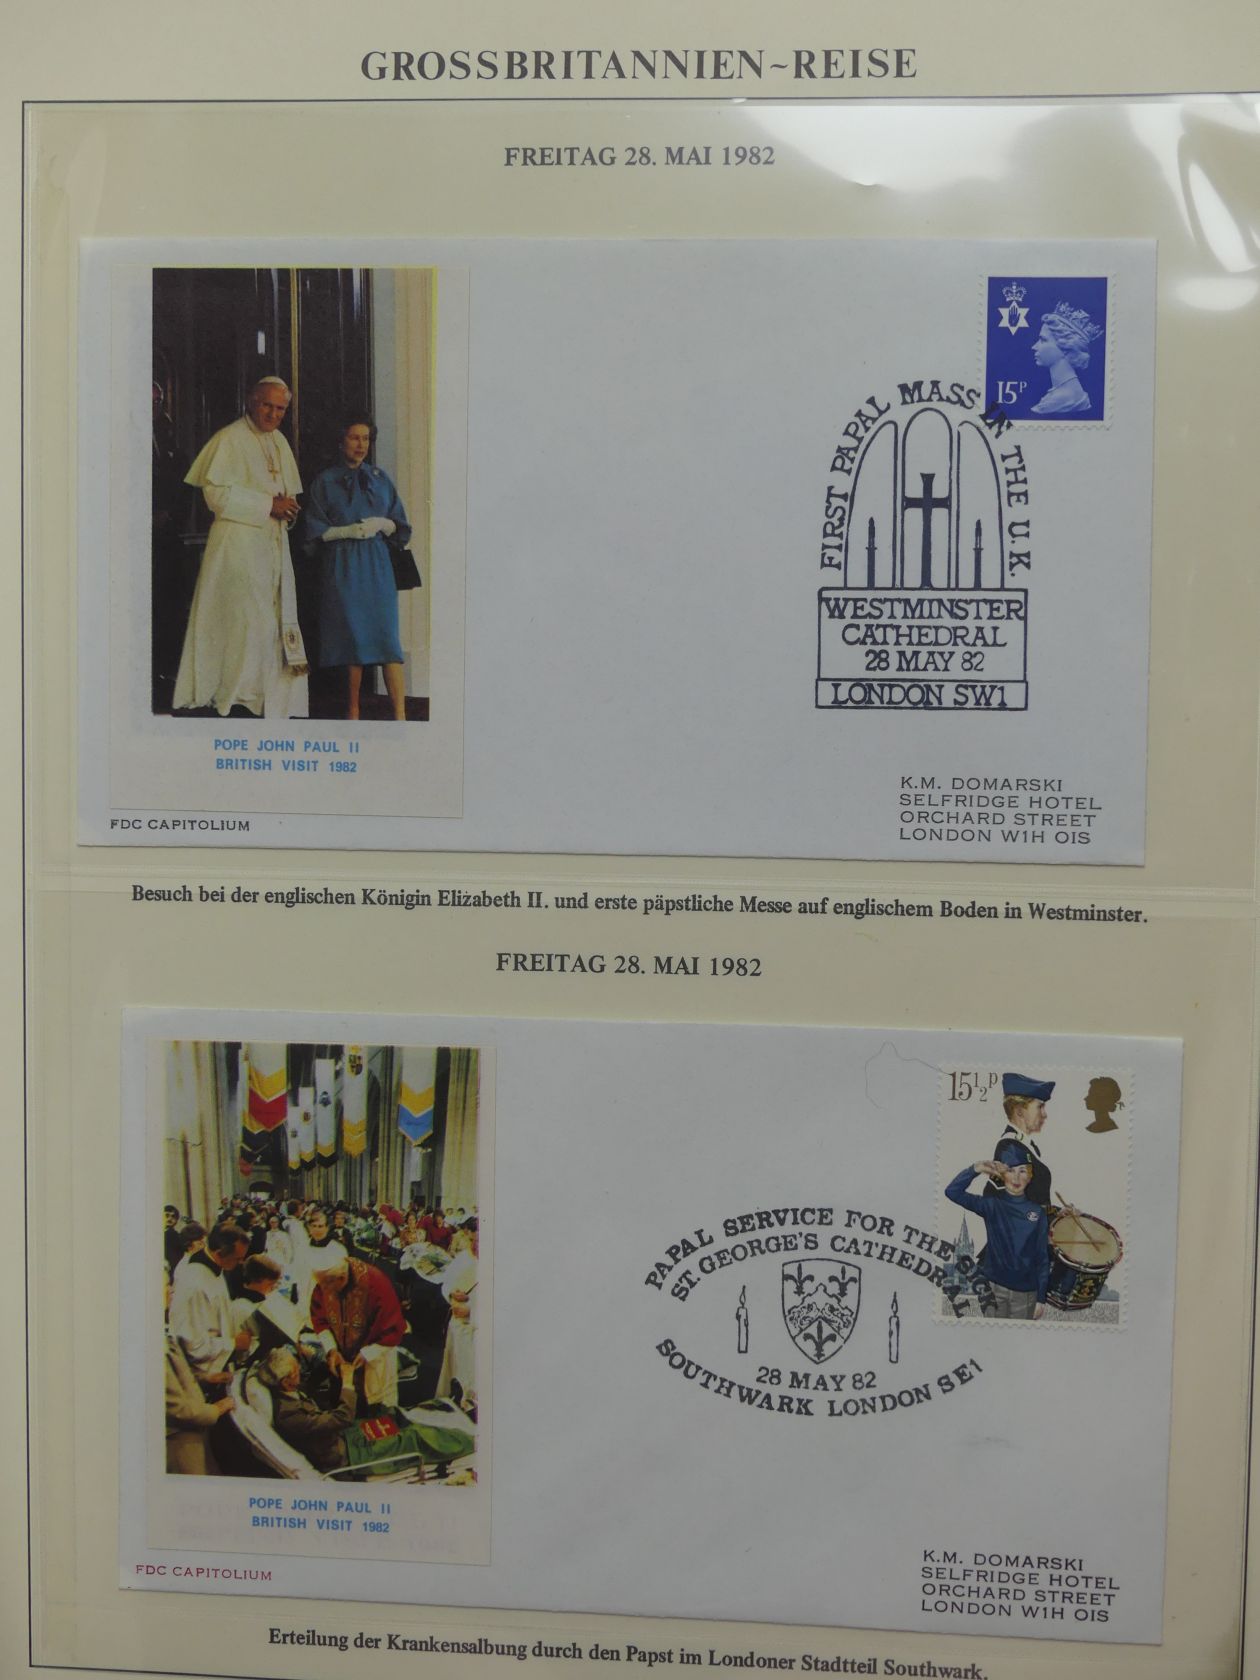 GROSSBRITANNIEN~REISE
FREITAG 28. MAI 1982
15P
FIRST PAPAL MASS IN THE U.K.
WESTMINSTER
CATHEDRAL
28 MAY 82
LONDON SW1
POPE JOHN PAUL II
BRITISH VISIT 1982
FDC CAPITOLIUM
K.M. DOMARSKI
SELFRIDGE HOTEL
ORCHARD STREET
LONDON W1H OIS
Besuch bei der englischen Königin Elizabeth II. und erste päpstliche Messe auf englischem Boden in Westminster.
FREITAG 28. MAI 1982
15½P
PAPAL SERVICE FOR THE SICK
ST. GEORGE'S CATHEDRAL
28 MAY 82
SOUTHWARK LONDON SE1
POPE JOHN PAUL II
BRITISH VISIT 1982
FDC CAPITOLIUM
K.M. DOMARSKI
SELFRIDGE HOTEL
ORCHARD STREET
LONDON W1H OIS
Erteilung der Krankensalbung durch den Papst im Londoner Stadtteil Southwark.